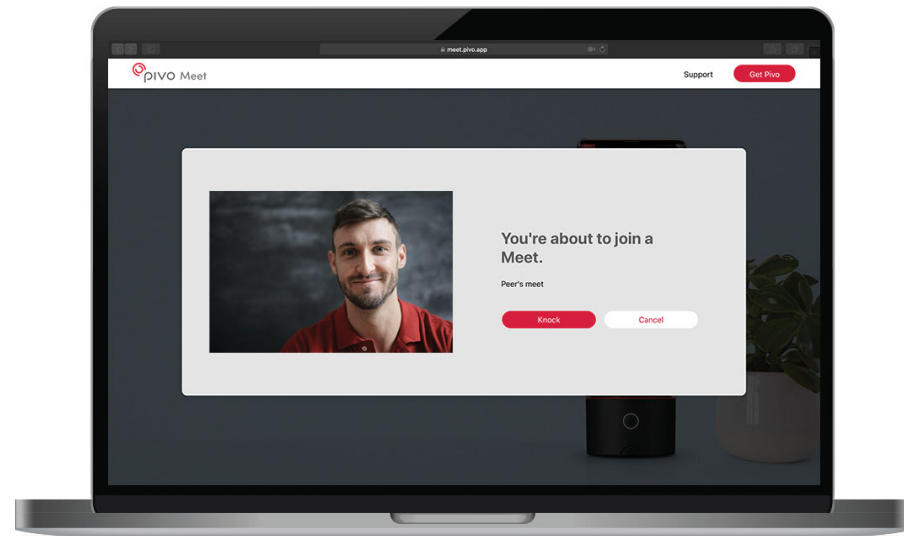 meet.pivo.app
pivo Meet
Support
Get Pivo
You're about to join a
Meet.
Peer's meet
Knock
Cancel